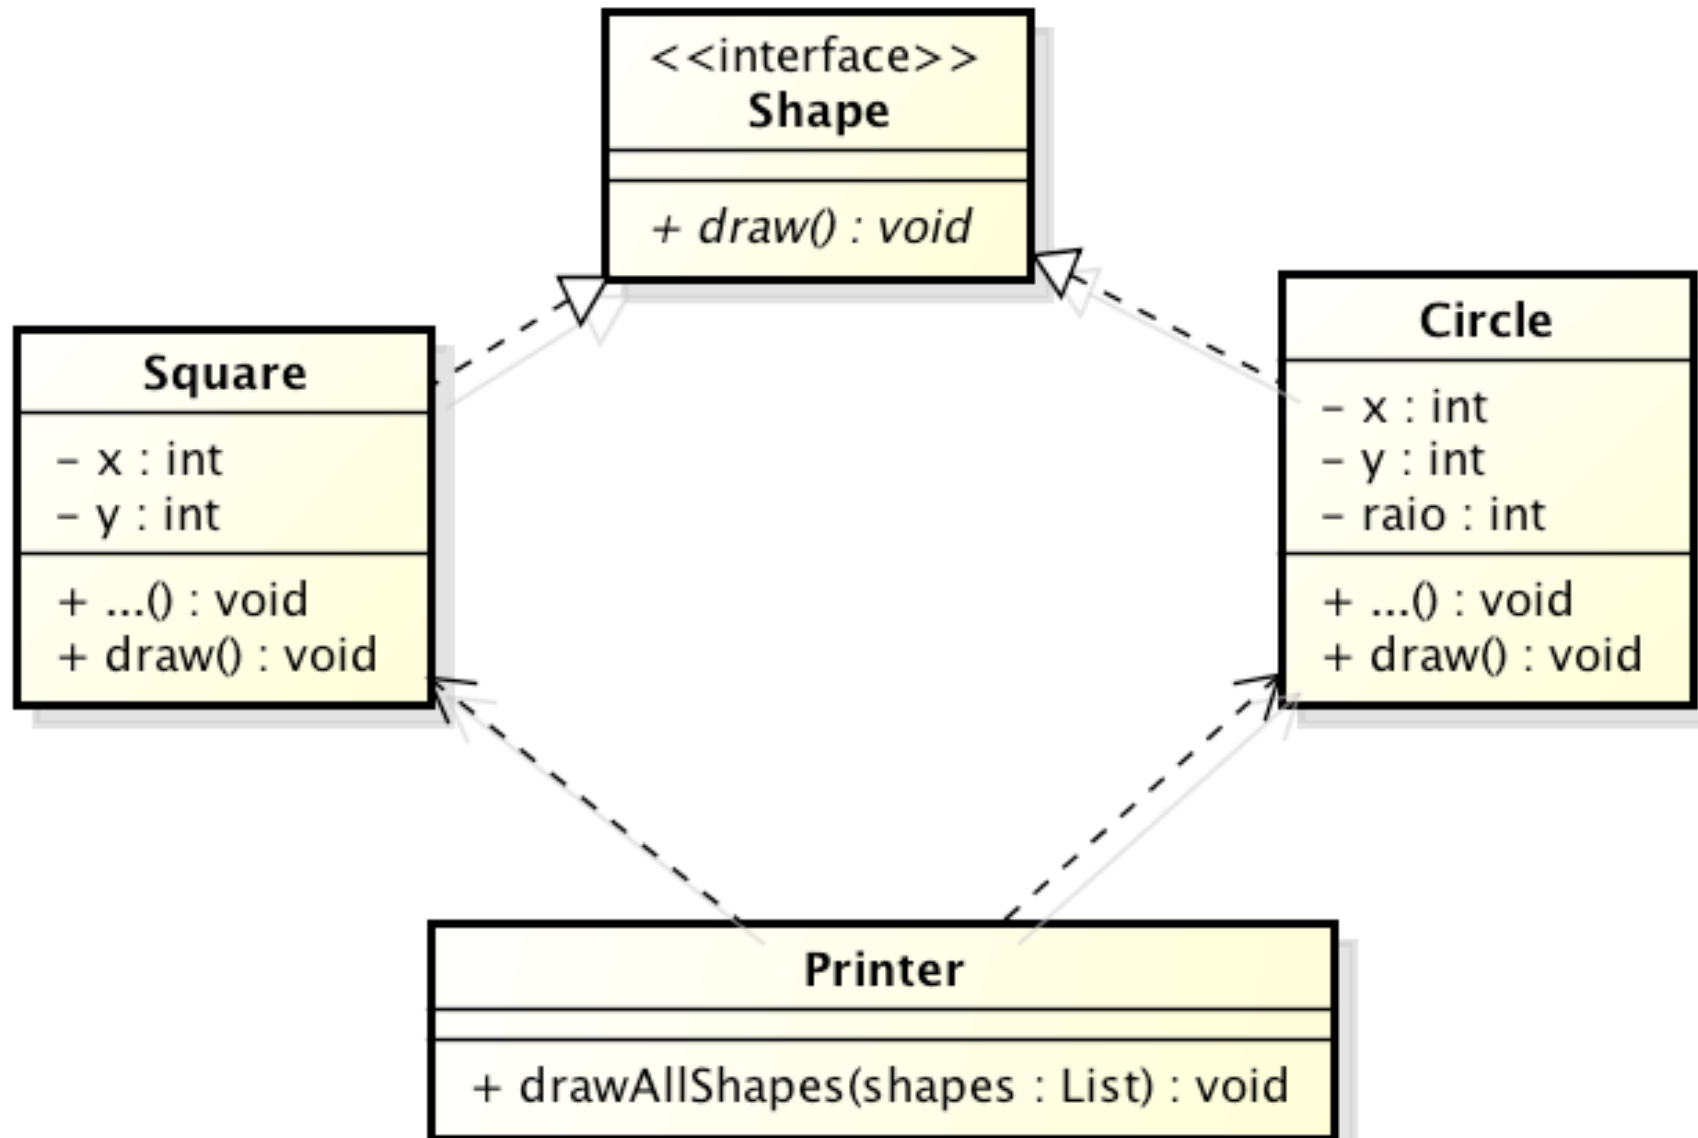 <<interface>>
Shape
+ draw() : void
Square
- x : int
- y : int
+ ...() : void
+ draw() : void
Circle
- x : int
- y : int
- raio : int
+ ...() : void
+ draw() : void
Printer
+ drawAllShapes(shapes : List) : void